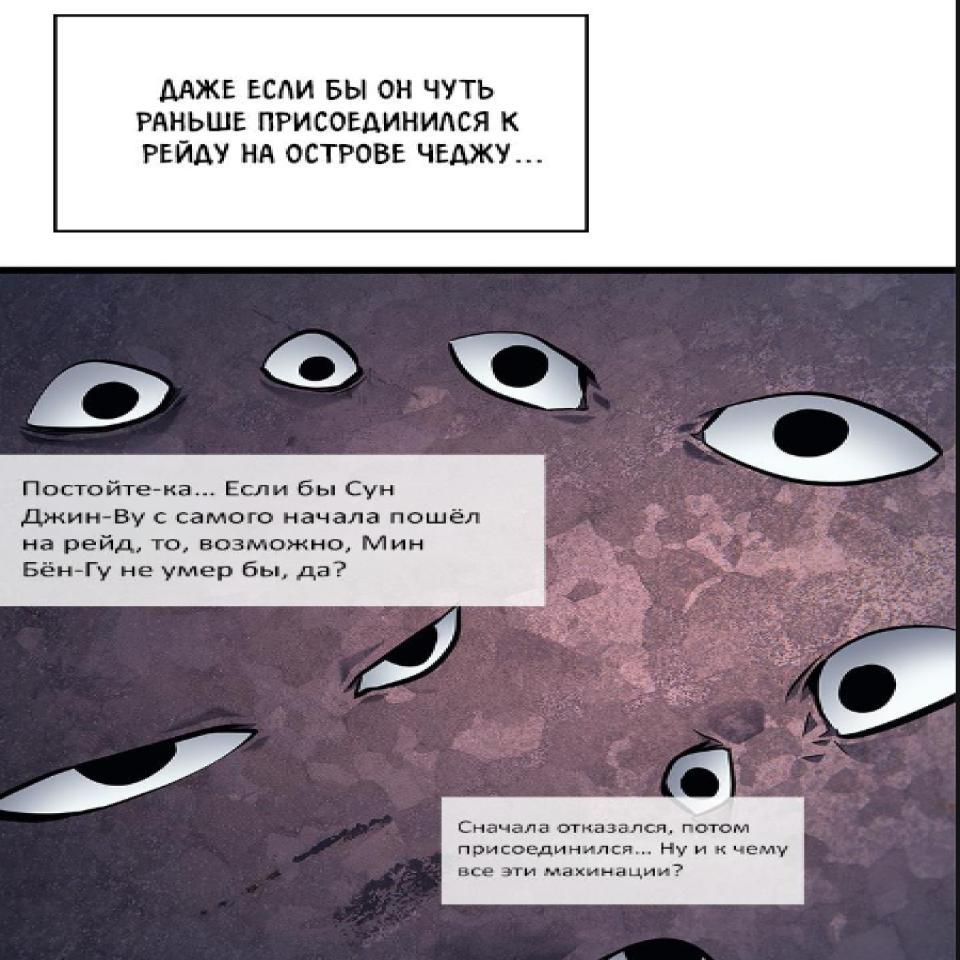 ДАЖЕ ЕСЛИ БЫ ОН ЧУТЬ
РАНЬШЕ ПРИСОЕДИНИЛСЯ К
РЕЙДУ НА ОСТРОВЕ ЧЕДЖУ...
Постойте-ка... Если бы Сун
Джин-Ву с самого начала пошёл
на рейд, то, возможно, Мин
Бён-Гу не умер бы, да?
Сначала отказался, потом
присоединился... Ну и к чему
все эти махинации?